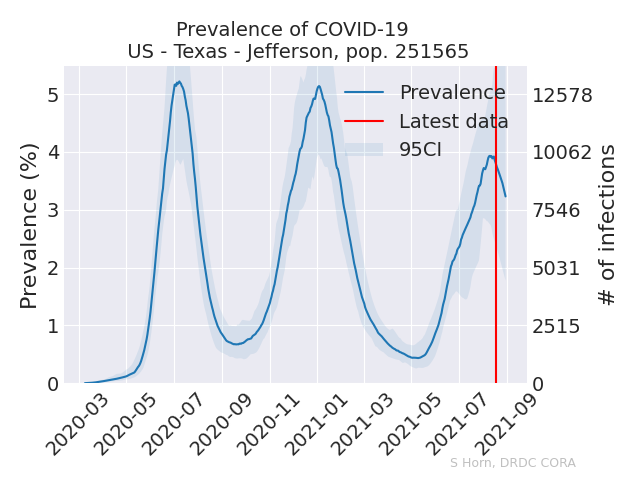 Prevalence of COVID-19
US - Texas - Jefferson, pop. 251565
Prevalence (%)
5
4
3
2
1
0
Prevalence
Latest data
95CI
12578
10062
7546
5031
2515
0
# of infections
2020-03
2020-05
2020-07
2020-09
2020-11
2021-01
2021-03
2021-05
2021-07
2021-09
S Horn, DRDC CORA